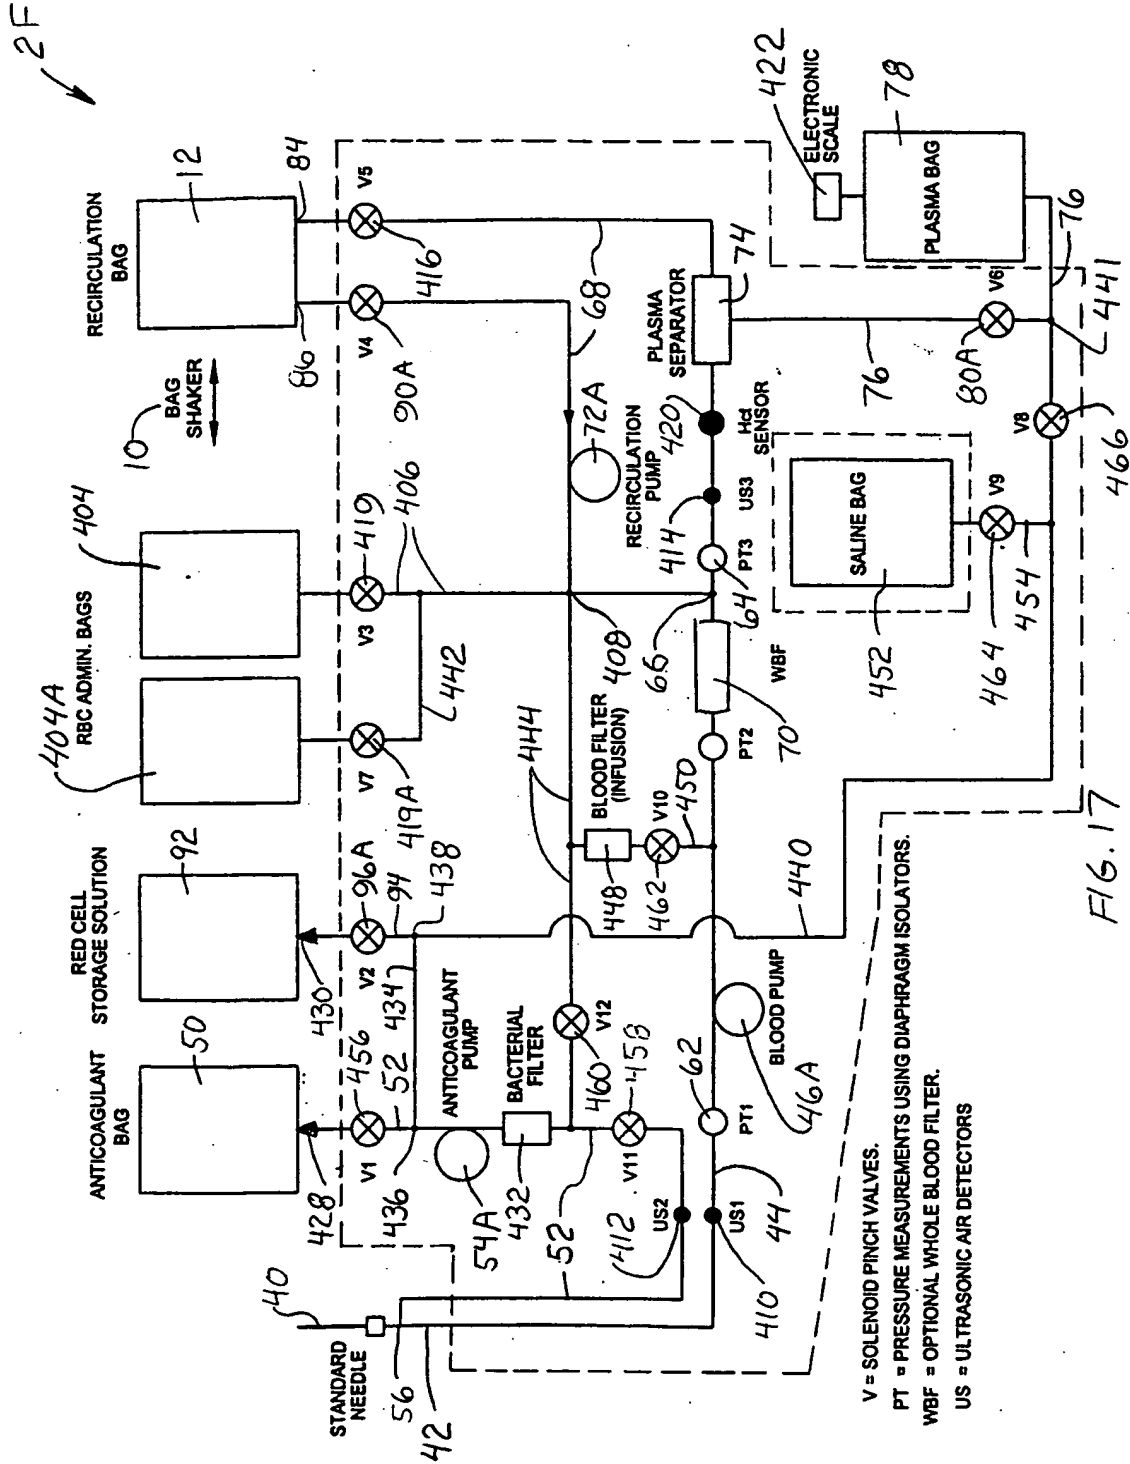 2F
STANDARD
NEEDLE
40
42
56
ANTICOAGULANT
BAG
50
428
V1
456
52
436
54A
ANTICOAGULANT
PUMP
432
BACTERIAL
FILTER
52
V11
458
US2
412
US1
410
44
PT1
62
BLOOD PUMP
46A
RED CELL
STORAGE SOLUTION
92
430
V2
96A
94
434
438
460
V12
440
RBC ADMIN. BAGS
404A
404
V7
419A
V3
419
406
442
444
408
BLOOD FILTER
(INFUSION)
448
V10
462
450
PT2
70
WBF
66
64
PT3
414
US3
420
Hct
SENSOR
10
BAG
SHAKER
RECIRCULATION
BAG
12
86
84
V4
90A
V5
416
68
68
72A
RECIRCULATION
PUMP
PLASMA
SEPARATOR
74
76
80A
V6
SALINE BAG
452
V9
464
454
V8
466
441
76
PLASMA BAG
78
ELECTRONIC
SCALE
422
V = SOLENOID PINCH VALVES.
PT = PRESSURE MEASUREMENTS USING DIAPHRAGM ISOLATORS.
WBF = OPTIONAL WHOLE BLOOD FILTER.
US = ULTRASONIC AIR DETECTORS
FIG. 17